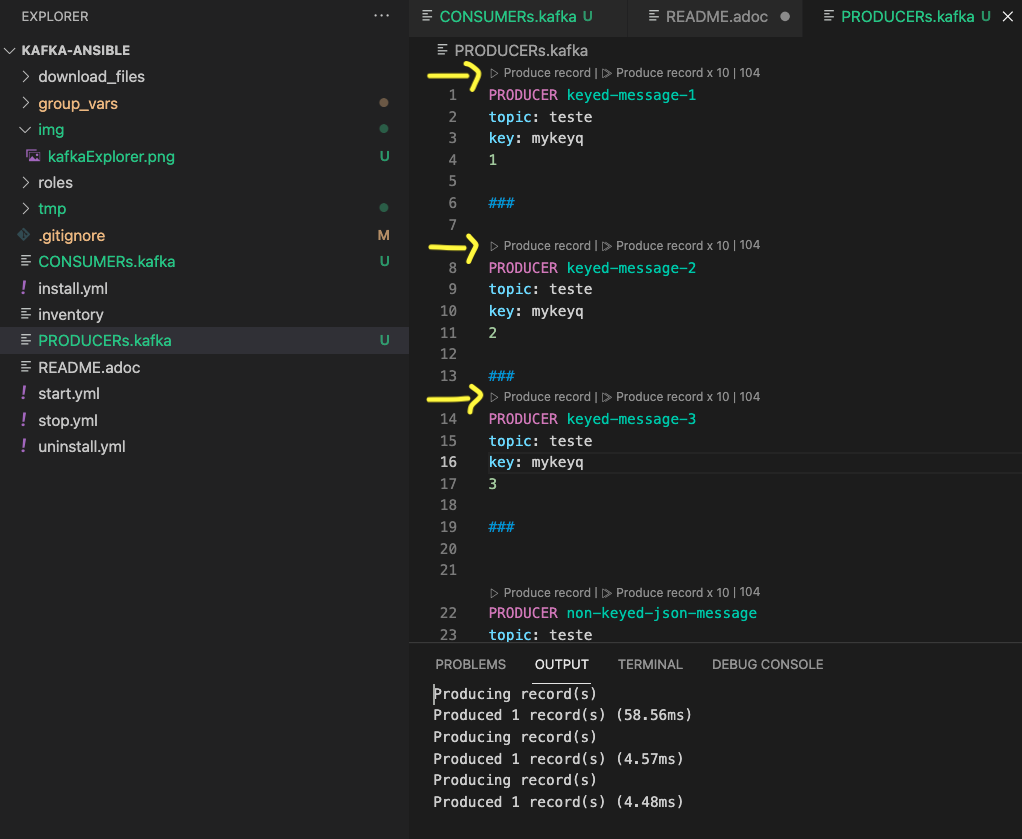 EXPLORER ...
KAFKA-ANSIBLE
download_files
group_vars
img
kafkaExplorer.png U
roles
tmp
.gitignore M
CONSUMERs.kafka U
install.yml
inventory
PRODUCERs.kafka U
README.adoc
start.yml
stop.yml
uninstall.yml
CONSUMERs.kafka U README.adoc PRODUCERs.kafka U
PRODUCERs.kafka
Produce record | Produce record x 10 | 104
1 PRODUCER keyed-message-1
2 topic: teste
3 key: mykeyq
4 1
5
6 ###
7
Produce record | Produce record x 10 | 104
8 PRODUCER keyed-message-2
9 topic: teste
10 key: mykeyq
11 2
12
13 ###
Produce record | Produce record x 10 | 104
14 PRODUCER keyed-message-3
15 topic: teste
16 key: mykeyq
17 3
18
19 ###
20
21
Produce record | Produce record x 10 | 104
22 PRODUCER non-keyed-json-message
23 topic: teste
PROBLEMS OUTPUT TERMINAL DEBUG CONSOLE
Producing record(s)
Produced 1 record(s) (58.56ms)
Producing record(s)
Produced 1 record(s) (4.57ms)
Producing record(s)
Produced 1 record(s) (4.48ms)